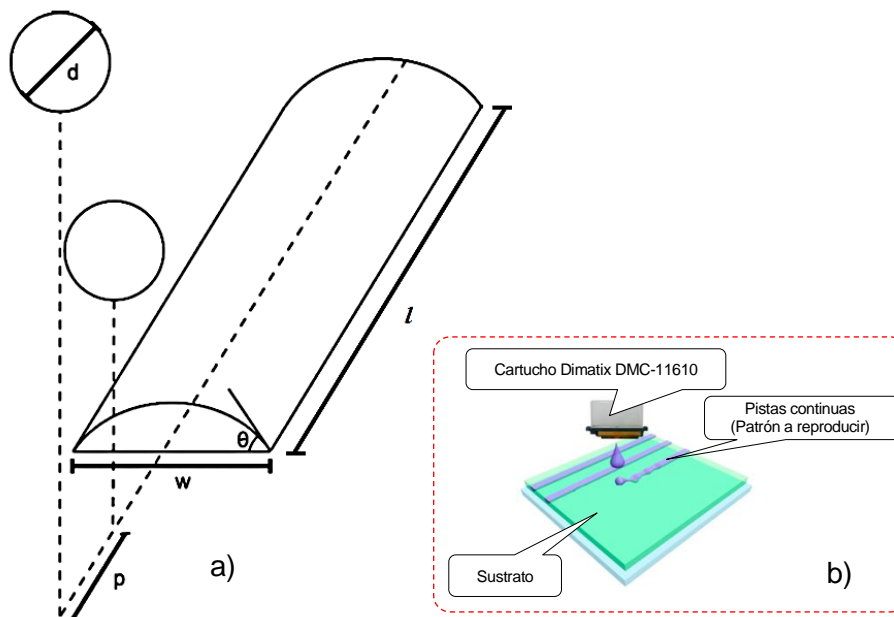 d
l
θ
w
p
a)
Cartucho Dimatix DMC-11610
Pistas continuas
(Patrón a reproducir)
Sustrato
b)